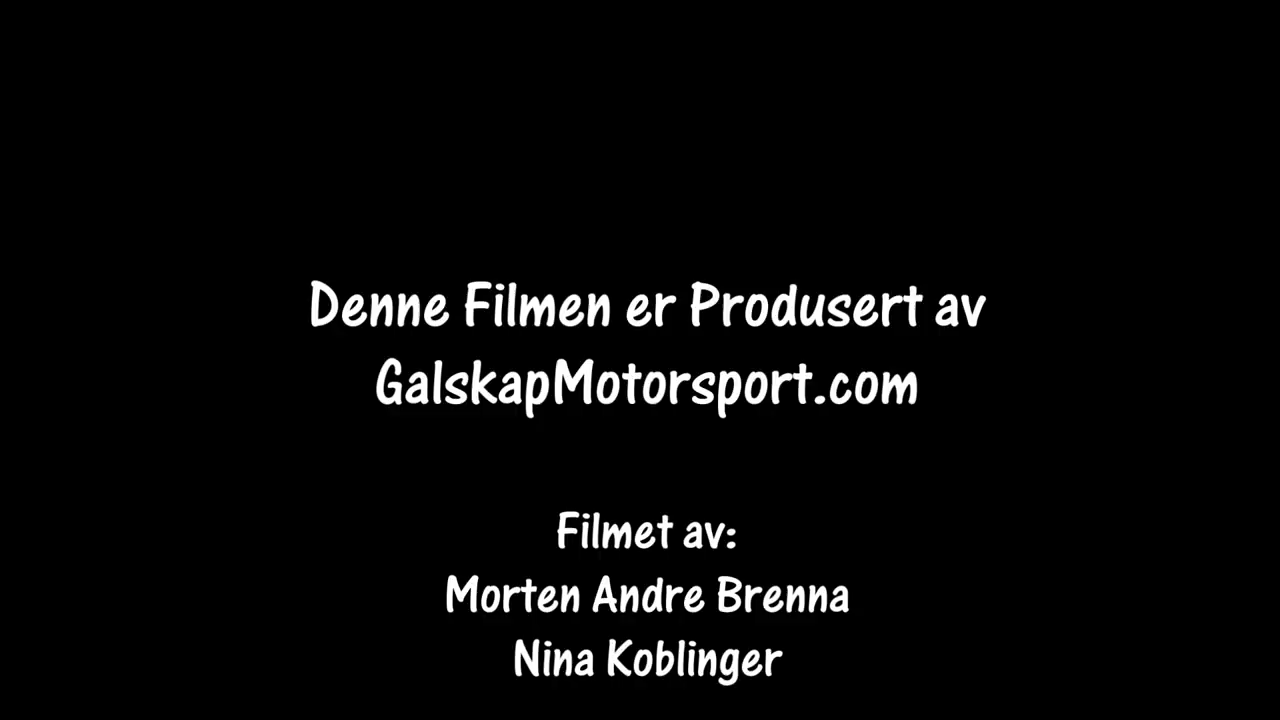 Denne Filmen er Produsert av
GalskapMotorsport.com
Filmet av:
Morten Andre Brenna
Nina Koblinger